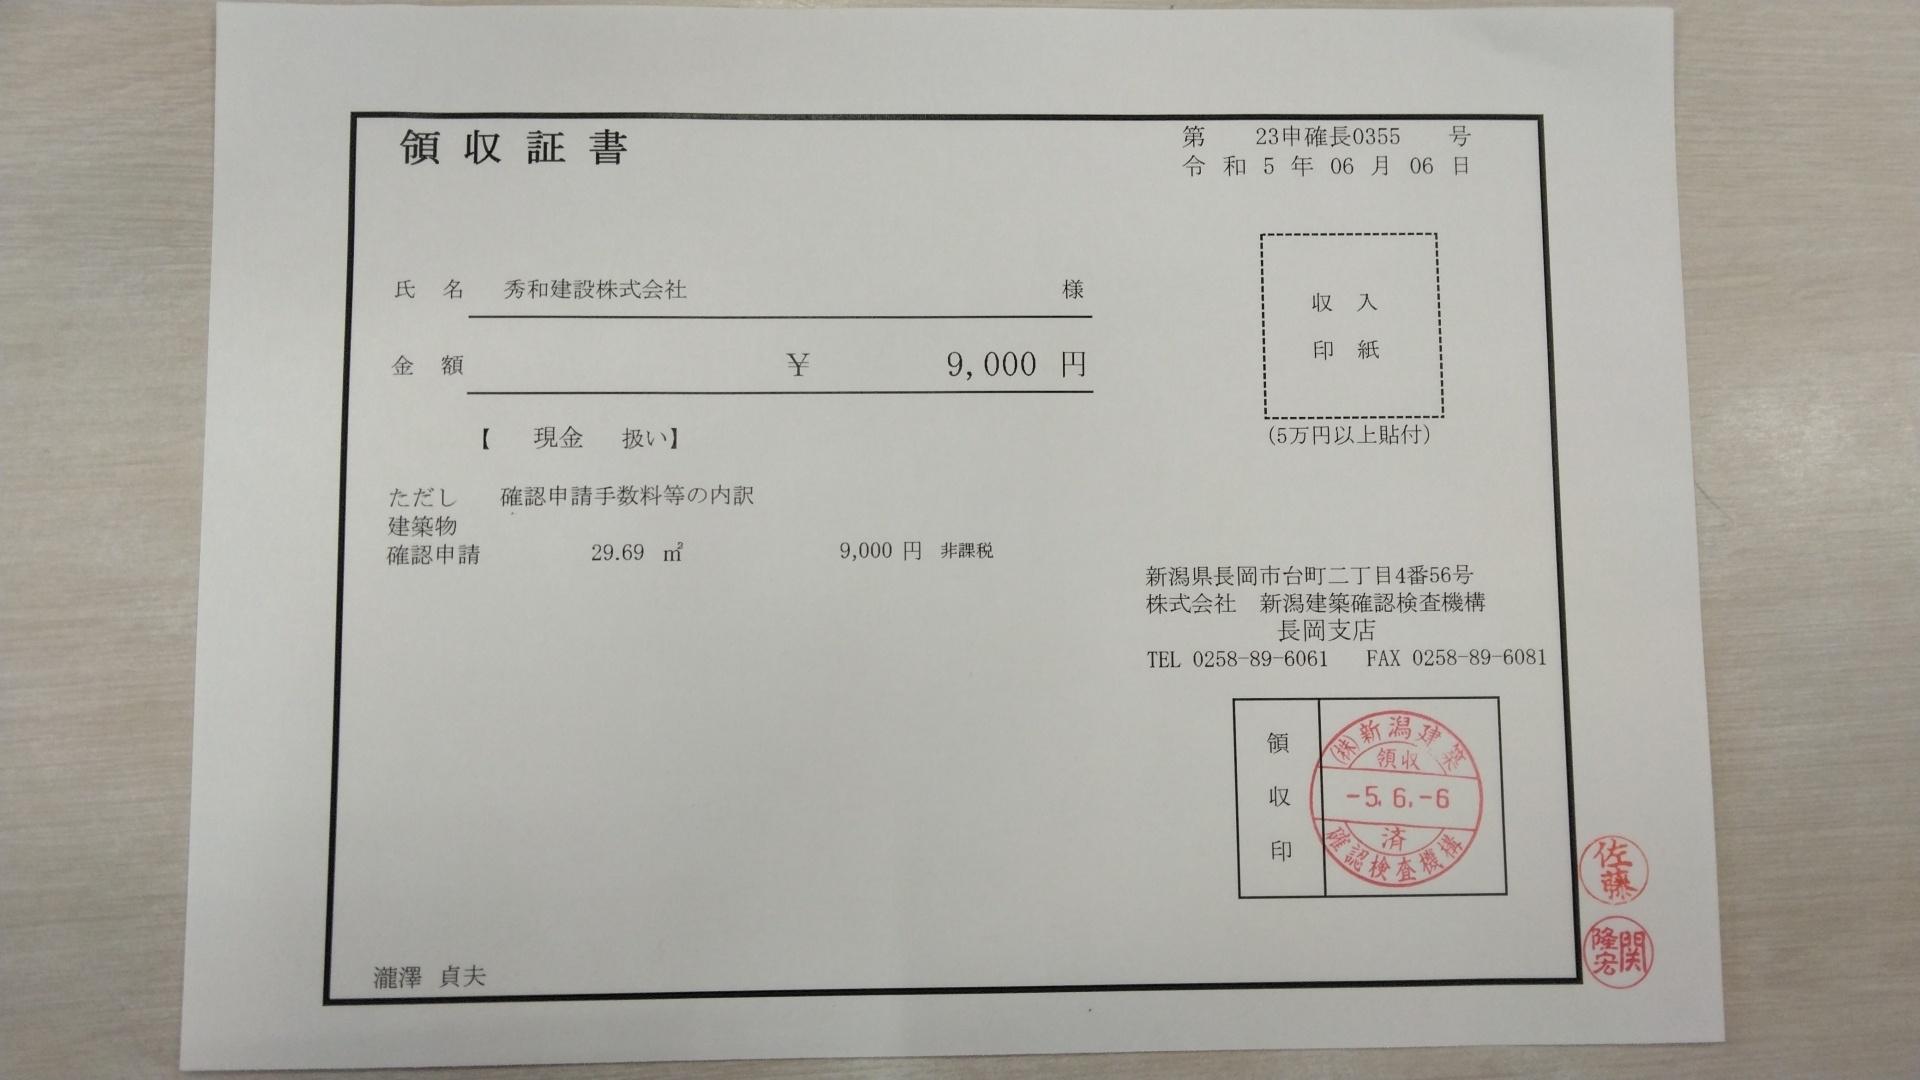 領収証書
第 23申確長0355 号
令和5年06月06日
氏名 秀和建設株式会社 様
金額 ¥ 9,000 円
【 現金 扱い】
収入
印紙
(5万円以上貼付)
ただし 確認申請手数料等の内訳
建築物
確認申請 29.69 ㎡ 9,000 円 非課税
新潟県長岡市台町二丁目4番56号
株式会社 新潟建築確認検査機構
長岡支店
TEL 0258-89-6061 FAX 0258-89-6081
領収印
㈱新潟建築
領収
-5.6.-6
済
確認検査機構
佐藤
関隆宏
瀧澤 貞夫